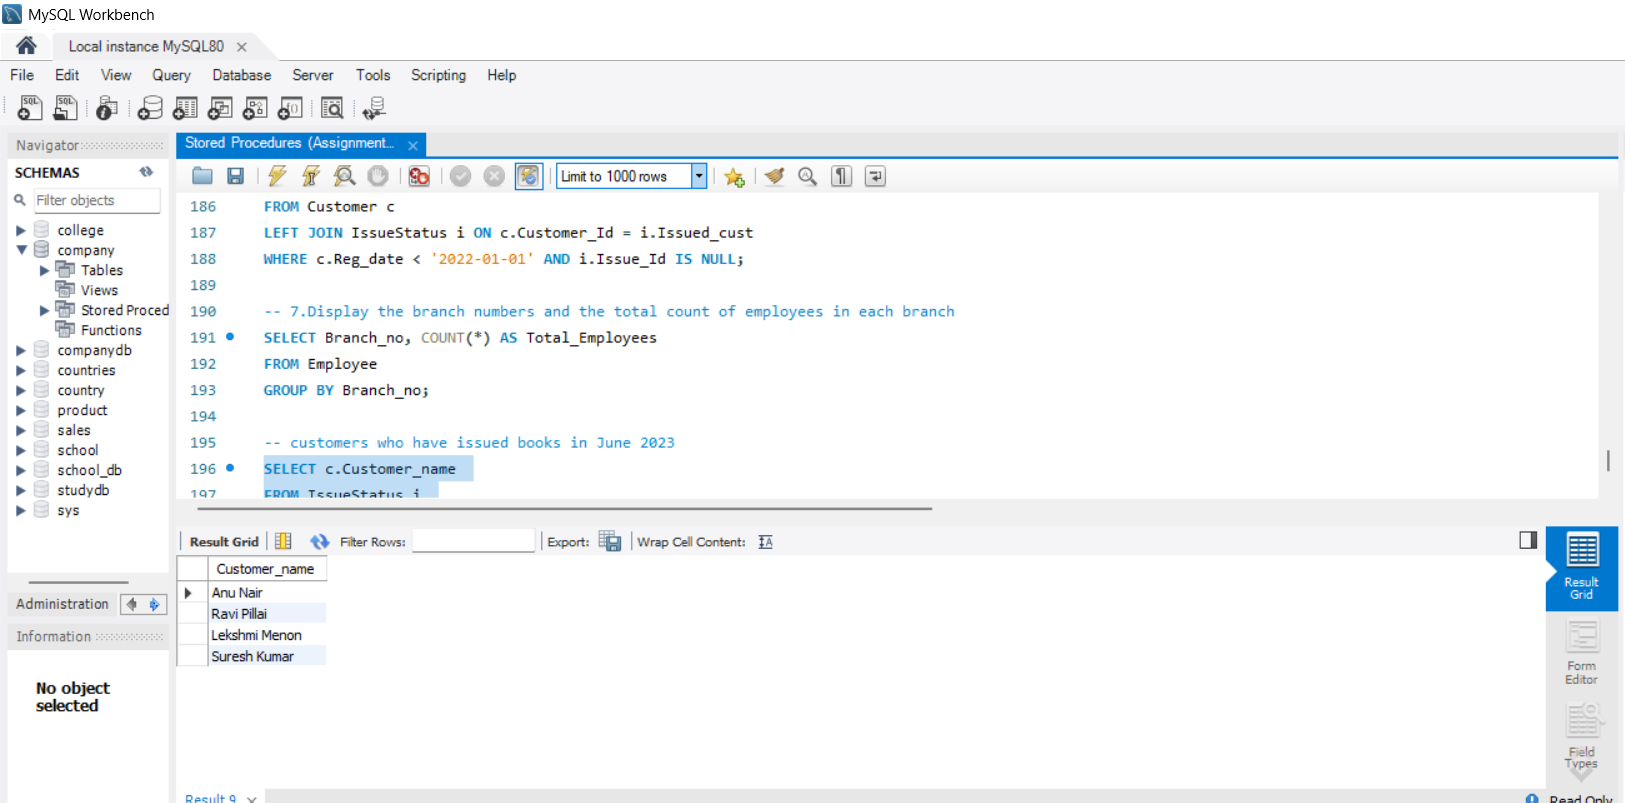 MySQL Workbench
Local instance MySQL80
File Edit View Query Database Server Tools Scripting Help
Navigator
Stored Procedures (Assignment...
SCHEMAS
Filter objects
college
company
Tables
Views
Stored Proced
Functions
companydb
countries
country
product
sales
school
school_db
studydb
sys
Administration
Information
No object
selected
Limit to 1000 rows
186 FROM Customer c
187 LEFT JOIN IssueStatus i ON c.Customer_Id = i.Issued_cust
188 WHERE c.Reg_date < '2022-01-01' AND i.Issue_Id IS NULL;
189
190 -- 7.Display the branch numbers and the total count of employees in each branch
191 SELECT Branch_no, COUNT(*) AS Total_Employees
192 FROM Employee
193 GROUP BY Branch_no;
194
195 -- customers who have issued books in June 2023
196 SELECT c.Customer_name
197 FROM IssueStatus i
Result Grid Filter Rows: Export: Wrap Cell Content:
Customer_name
Anu Nair
Ravi Pillai
Lekshmi Menon
Suresh Kumar
Result
Grid
Form
Editor
Field
Types
Result 9
Read Only